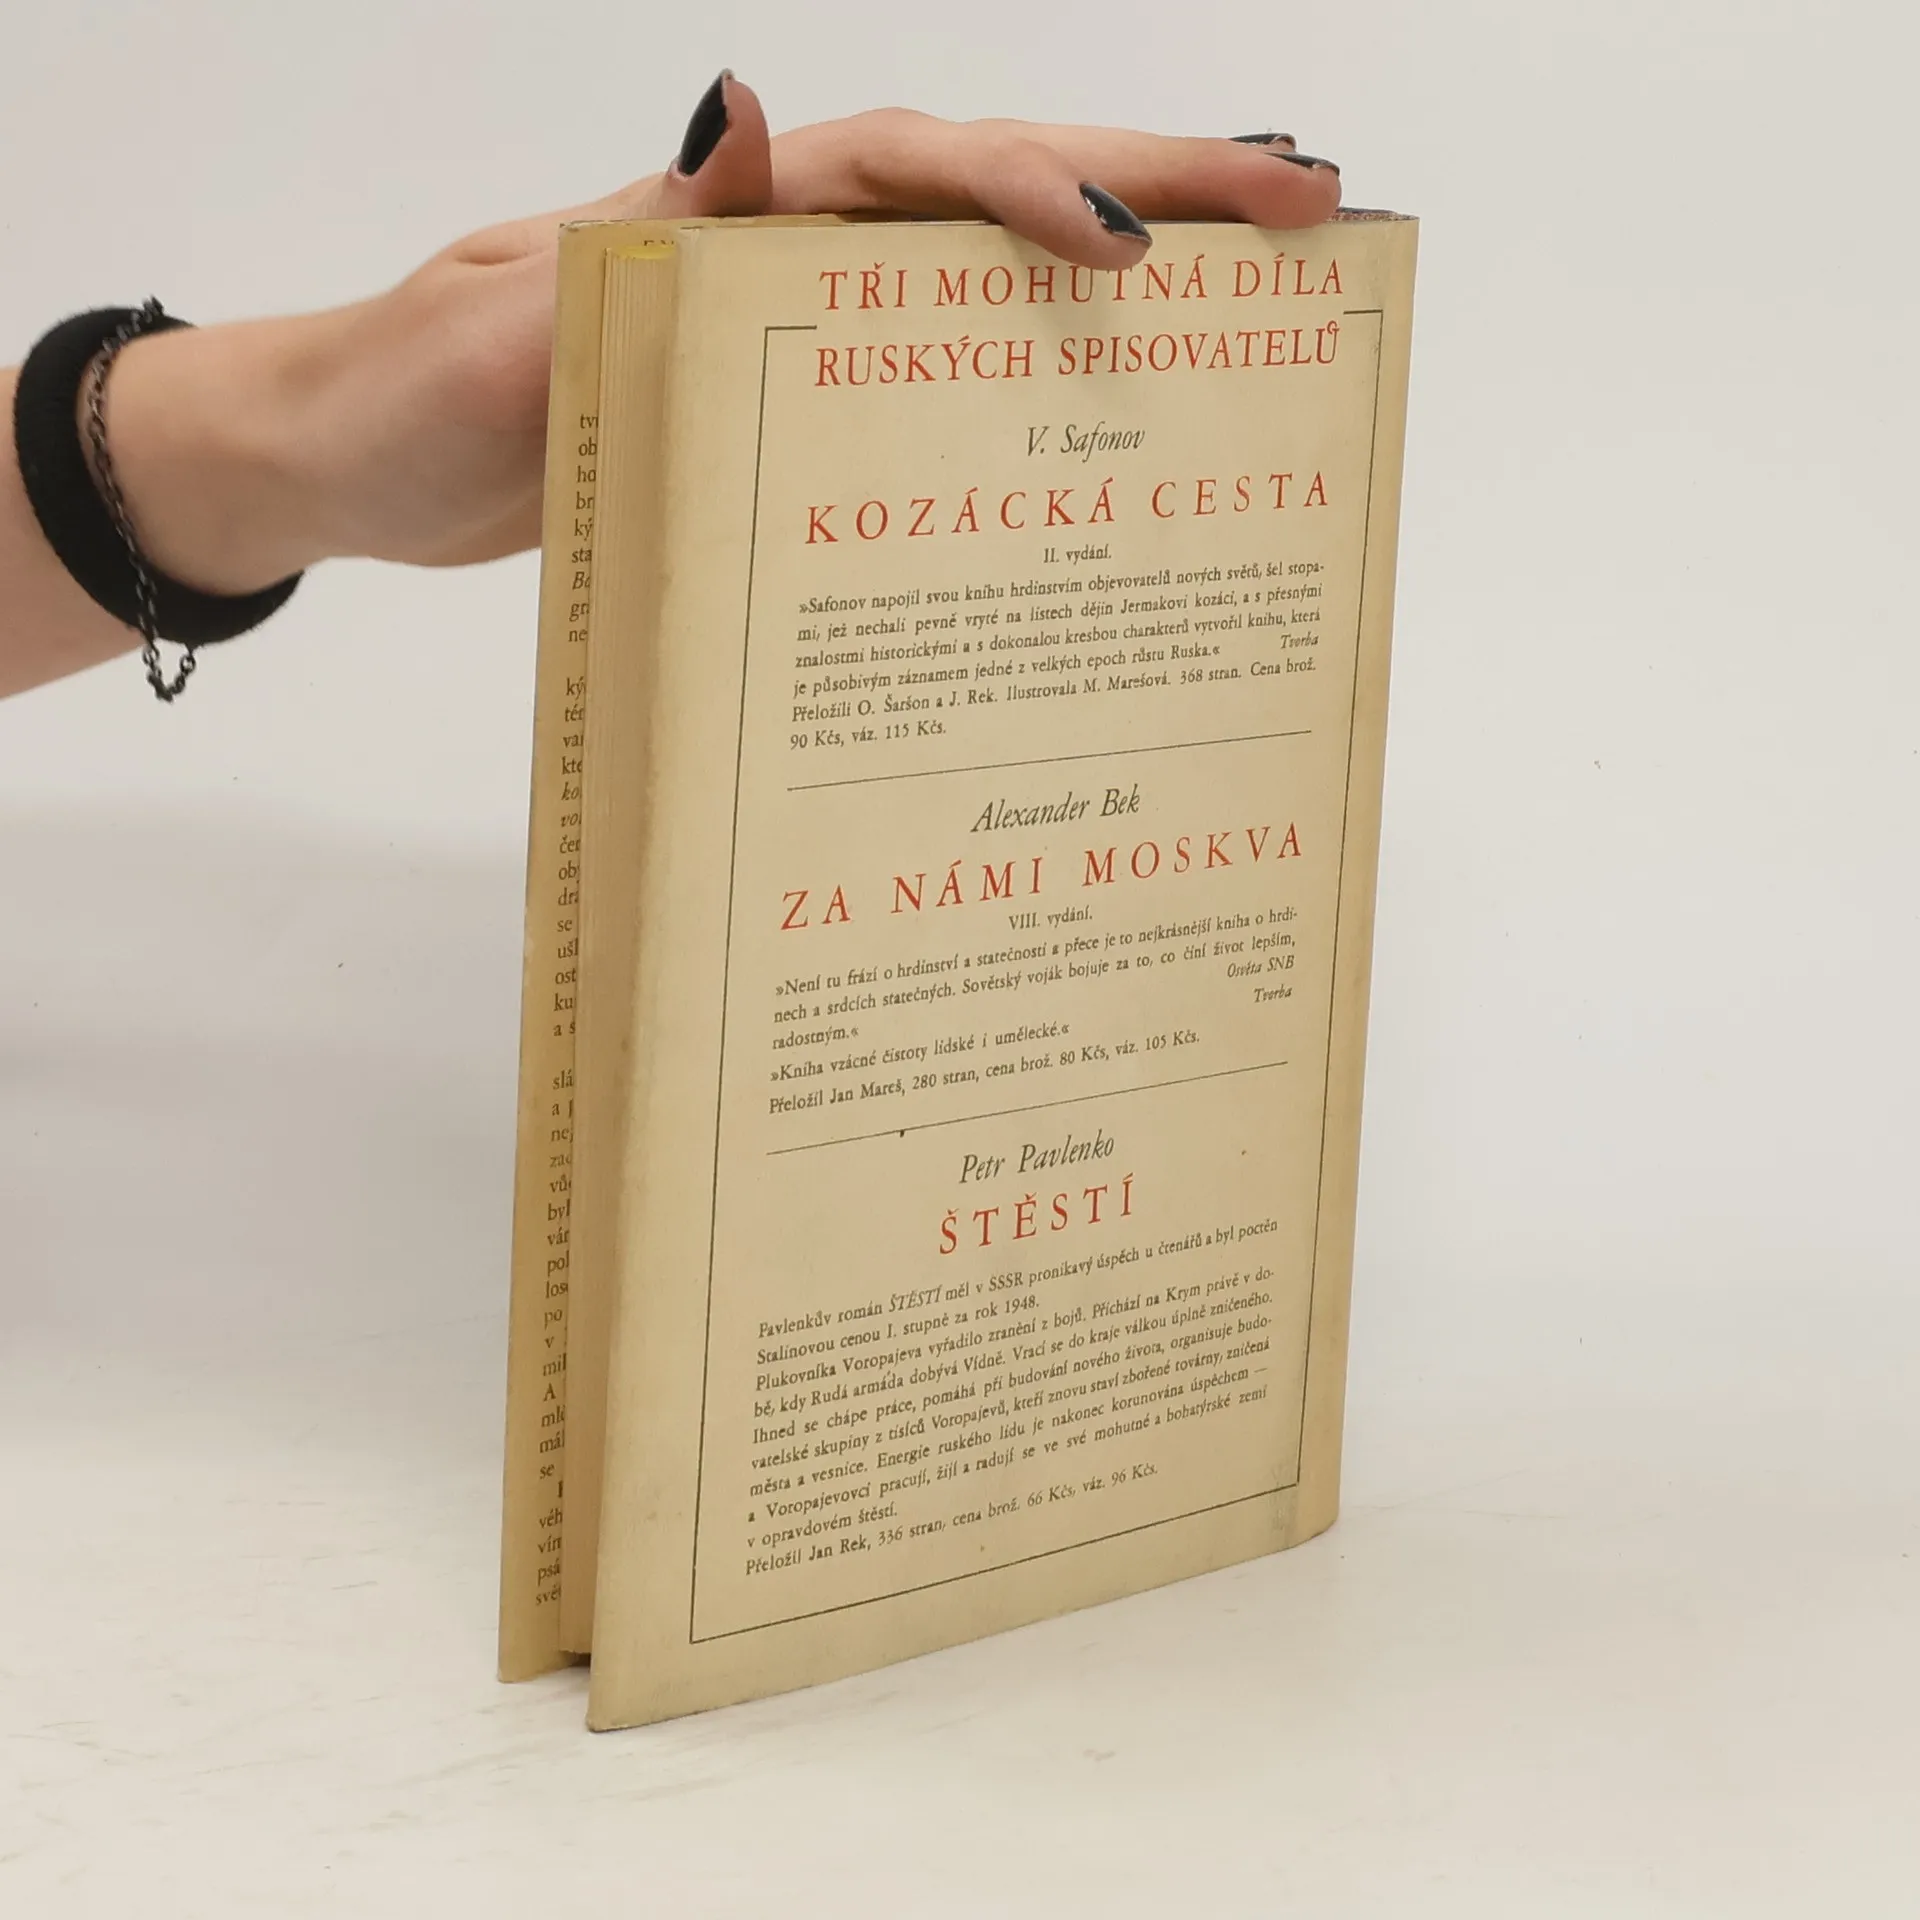 TŘI MOHUTNÁ DÍLA
RUSKÝCH SPISOVATELŮ
V. Safonov
KOZÁCKÁ CESTA
II. vydání.
»Safonov napojil svou knihu hrdinstvím objevovatelů nových světů, šel stopa-
mi, jež nechali pevně vryté na listech dějin Jermakovi kozáci, a s přesnými
znalostmi historickými a s dokonalou kresbou charakterů vytvořil knihu, která
je působivým záznamem jedné z velkých epoch růstu Ruska.« Tvorba
Přeložili O. Šaršon a J. Rek. Ilustrovala M. Marešová. 368 stran. Cena brož.
90 Kčs, váz. 115 Kčs.
Alexander Bek
ZA NÁMI MOSKVA
VIII. vydání.
»Není tu frází o hrdinství a statečnosti a přece je to nejkrásnější kniha o hrdi-
nech a srdcích statečných. Sovětský voják bojuje za to, co činí život lepším,
radostným.« Osvěta SNB
»Kniha vzácné čistoty lidské i umělecké.« Tvorba
Přeložil Jan Mareš, 280 stran, cena brož. 80 Kčs, váz. 105 Kčs.
Petr Pavlenko
ŠTĚSTÍ
Pavlenkův román ŠTĚSTÍ měl v SSSR pronikavý úspěch u čtenářů a byl poctěn
Stalinovou cenou I. stupně za rok 1948.
Plukovníka Voropajeva vyřadilo zranění z bojů. Přichází na Krym právě v do-
bě, kdy Rudá armáda dobývá Vídně. Vrací se do kraje válkou úplně zničeného.
Ihned se chápe práce, pomáhá při budování nového života, organisuje budo-
vatelské skupiny z tisíců Voropajevů, kteří znovu staví zbořené továrny, zničená
města a vesnice. Energie ruského lidu je nakonec korunována úspěchem —
a Voropajevovci pracují, žijí a radují se ve své mohutné a bohatýrské zemi
v opravdovém štěstí.
Přeložil Jan Rek, 336 stran, cena brož. 66 Kčs, váz. 96 Kčs.